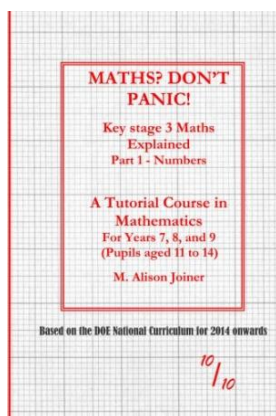 MATHS? DON'T
PANIC!
Key stage 3 Maths
Explained
Part 1 - Numbers
A Tutorial Course in
Mathematics
For Years 7, 8, and 9
(Pupils aged 11 to 14)
M. Alison Joiner
Based on the DOE National Curriculum for 2014 onwards
10/10